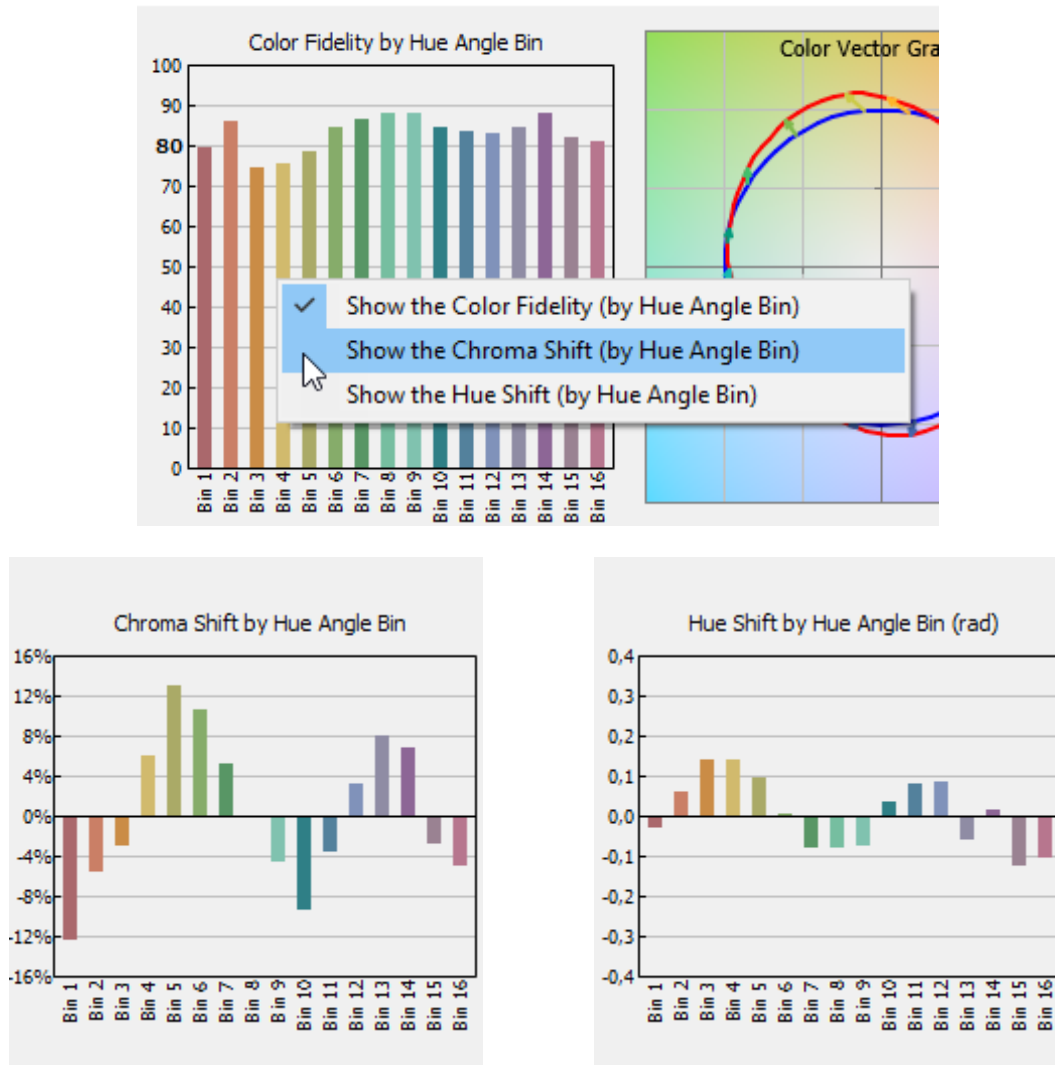 Color Fidelity by Hue Angle Bin
100
90
80
70
60
50
40
30
20
10
0
Bin 1
Bin 2
Bin 3
Bin 4
Bin 5
Bin 6
Bin 7
Bin 8
Bin 9
Bin 10
Bin 11
Bin 12
Bin 13
Bin 14
Bin 15
Bin 16
Color Vector Gra
Show the Color Fidelity (by Hue Angle Bin)
Show the Chroma Shift (by Hue Angle Bin)
Show the Hue Shift (by Hue Angle Bin)
Chroma Shift by Hue Angle Bin
16%
12%
8%
4%
0%
-4%
-8%
-12%
-16%
Bin 1
Bin 2
Bin 3
Bin 4
Bin 5
Bin 6
Bin 7
Bin 8
Bin 9
Bin 10
Bin 11
Bin 12
Bin 13
Bin 14
Bin 15
Bin 16
Hue Shift by Hue Angle Bin (rad)
0,4
0,3
0,2
0,1
0,0
-0,1
-0,2
-0,3
-0,4
Bin 1
Bin 2
Bin 3
Bin 4
Bin 5
Bin 6
Bin 7
Bin 8
Bin 9
Bin 10
Bin 11
Bin 12
Bin 13
Bin 14
Bin 15
Bin 16